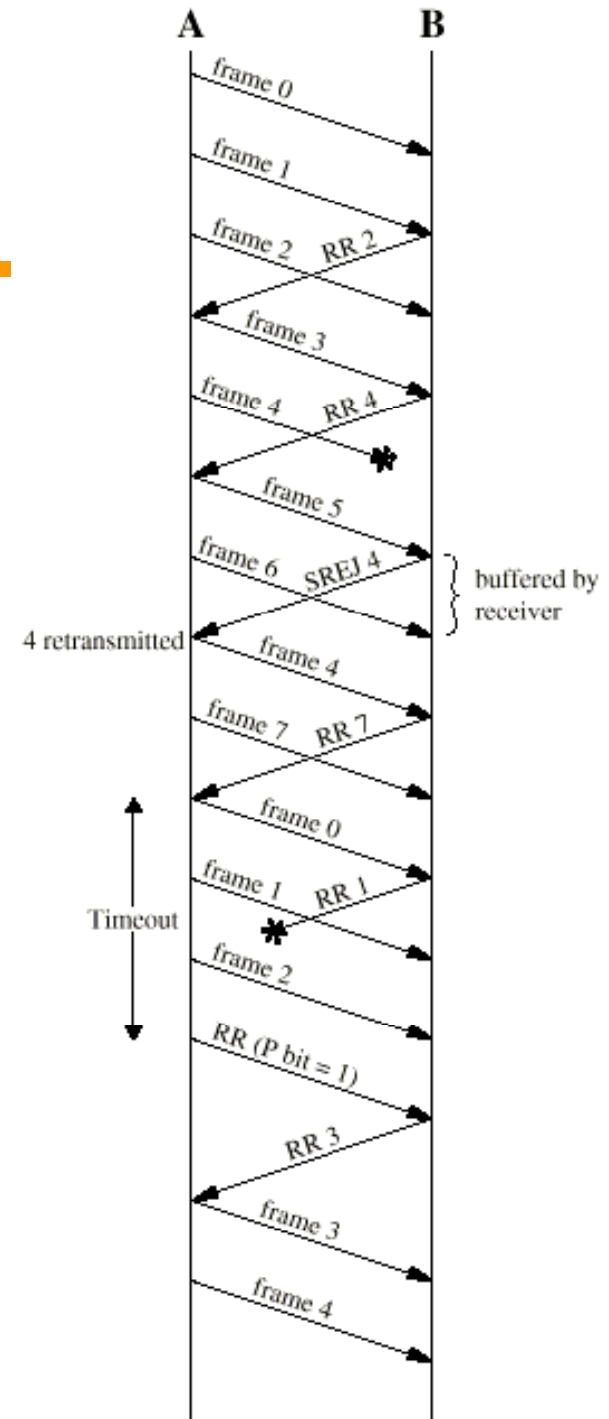 A
B
frame 0
frame 1
frame 2
RR 2
frame 3
frame 4
RR 4
frame 5
frame 6
SREJ 4
buffered by
receiver
4 retransmitted
frame 4
frame 7
RR 7
frame 0
frame 1
RR 1
Timeout
frame 2
RR (P bit = 1)
RR 3
frame 3
frame 4